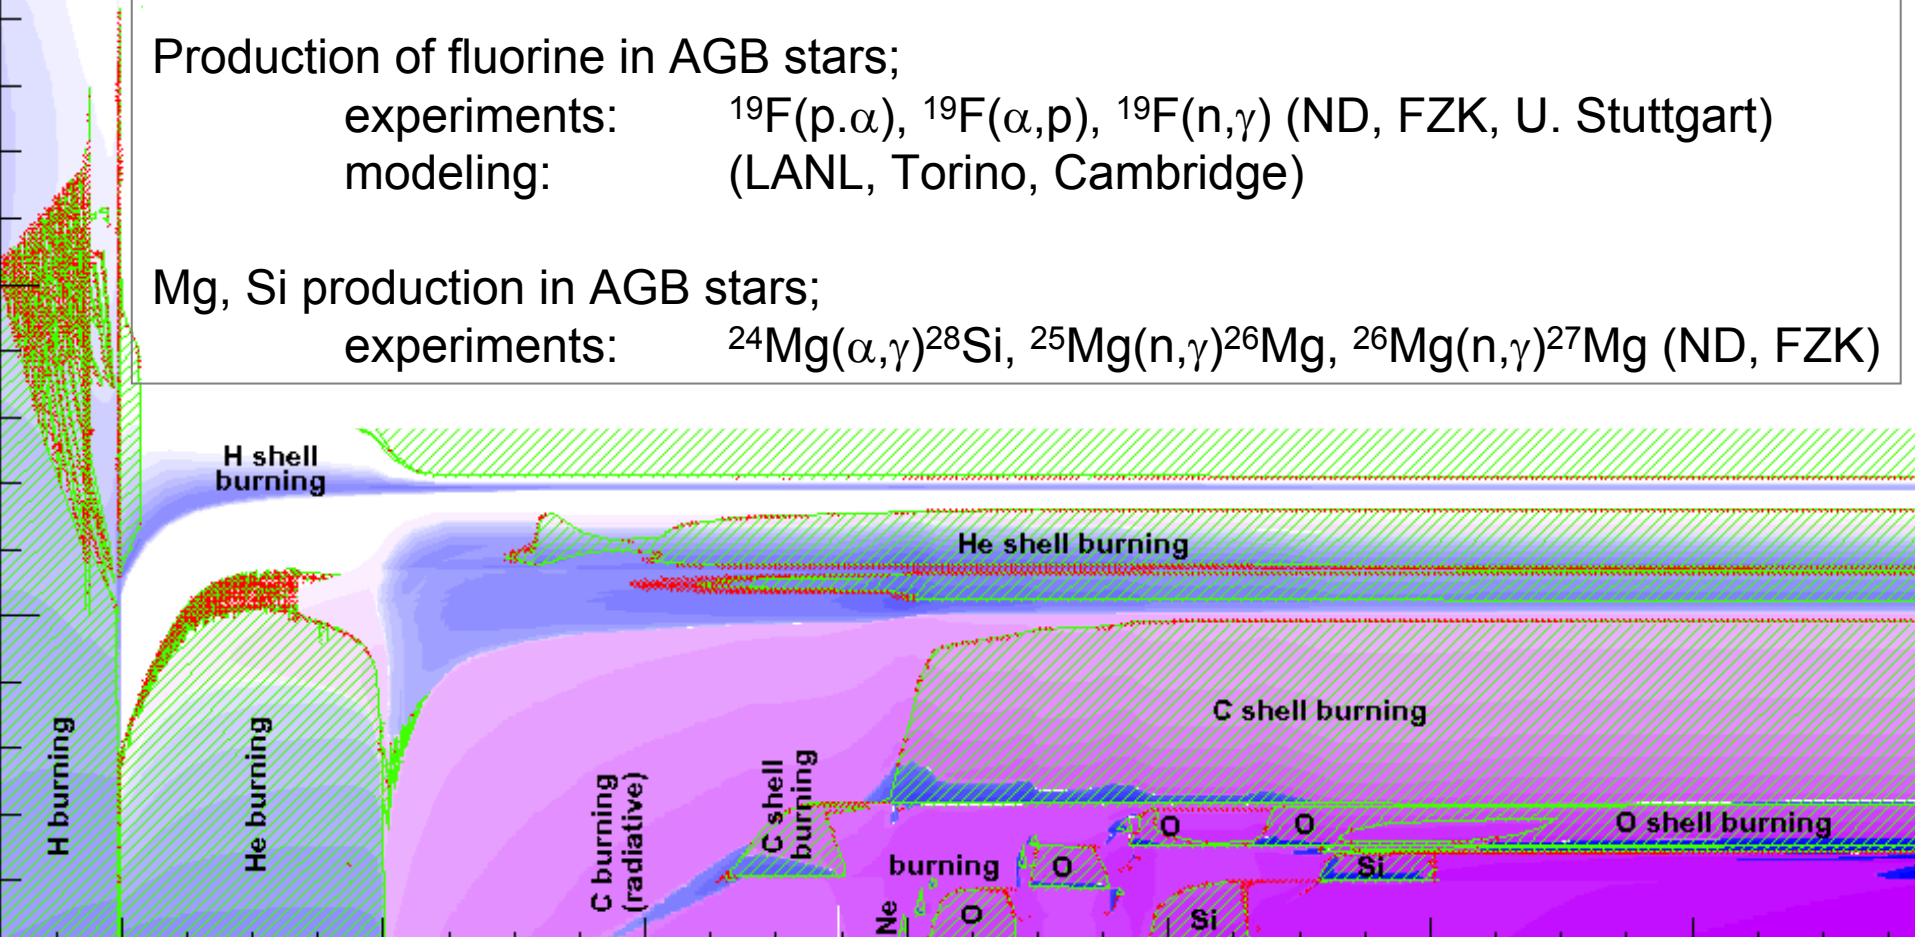 Production of fluorine in AGB stars;
experiments: ¹⁹F(p.α), ¹⁹F(α,p), ¹⁹F(n,γ) (ND, FZK, U. Stuttgart)
modeling: (LANL, Torino, Cambridge)
Mg, Si production in AGB stars;
experiments: ²⁴Mg(α,γ)²⁸Si, ²⁵Mg(n,γ)²⁶Mg, ²⁶Mg(n,γ)²⁷Mg (ND, FZK)
H shell
burning
He shell burning
C shell burning
H burning
He burning
C burning
(radiative)
C shell
burning
O
O
O shell burning
burning
O
Si
Ne
O
Si